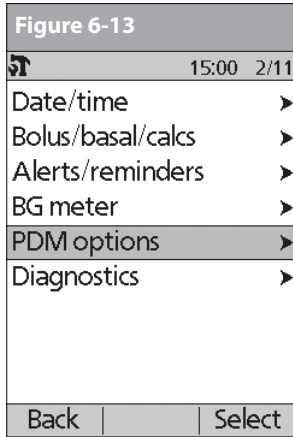 Figure 6-13
15:00 2/11
Date/time
Bolus/basal/calcs
Alerts/reminders
BG meter
PDM options
Diagnostics
Back Select